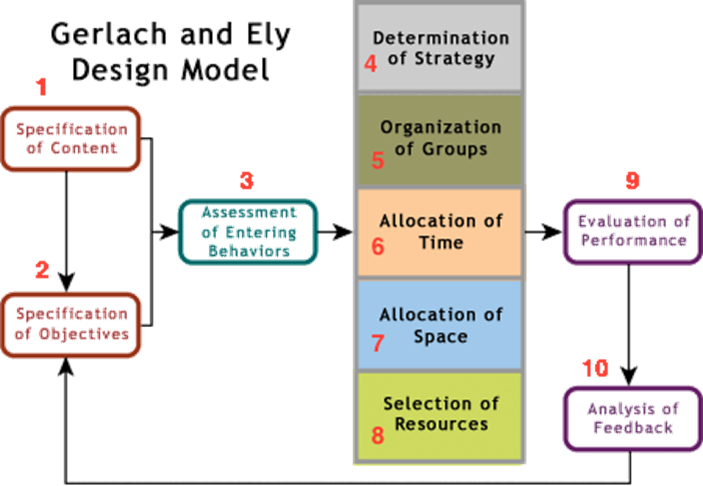 Gerlach and Ely
Design Model
1
Specification
of Content
2
Specification
of Objectives
3
Assessment
of Entering
Behaviors
Determination
4 of Strategy
Organization
5 of Groups
Allocation of
6 Time
Allocation of
7 Space
Selection of
8 Resources
9
Evaluation of
Performance
10
Analysis of
Feedback